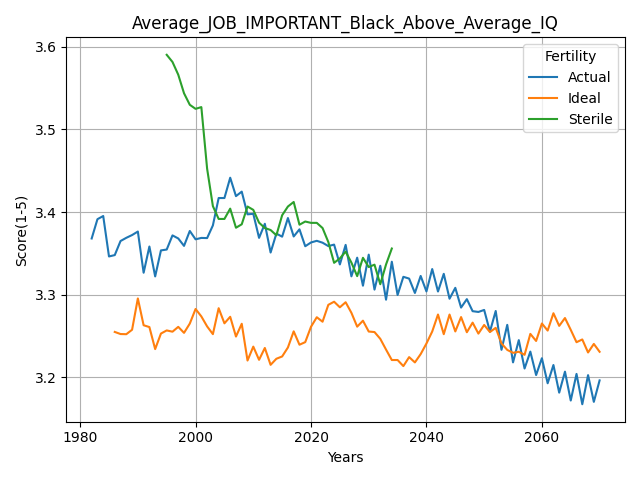 Average_JOB_IMPORTANT_Black_Above_Average_IQ
Fertility
Actual
Ideal
Sterile
Score(1-5)
3.6
3.5
3.4
3.3
3.2
1980
2000
2020
2040
2060
Years